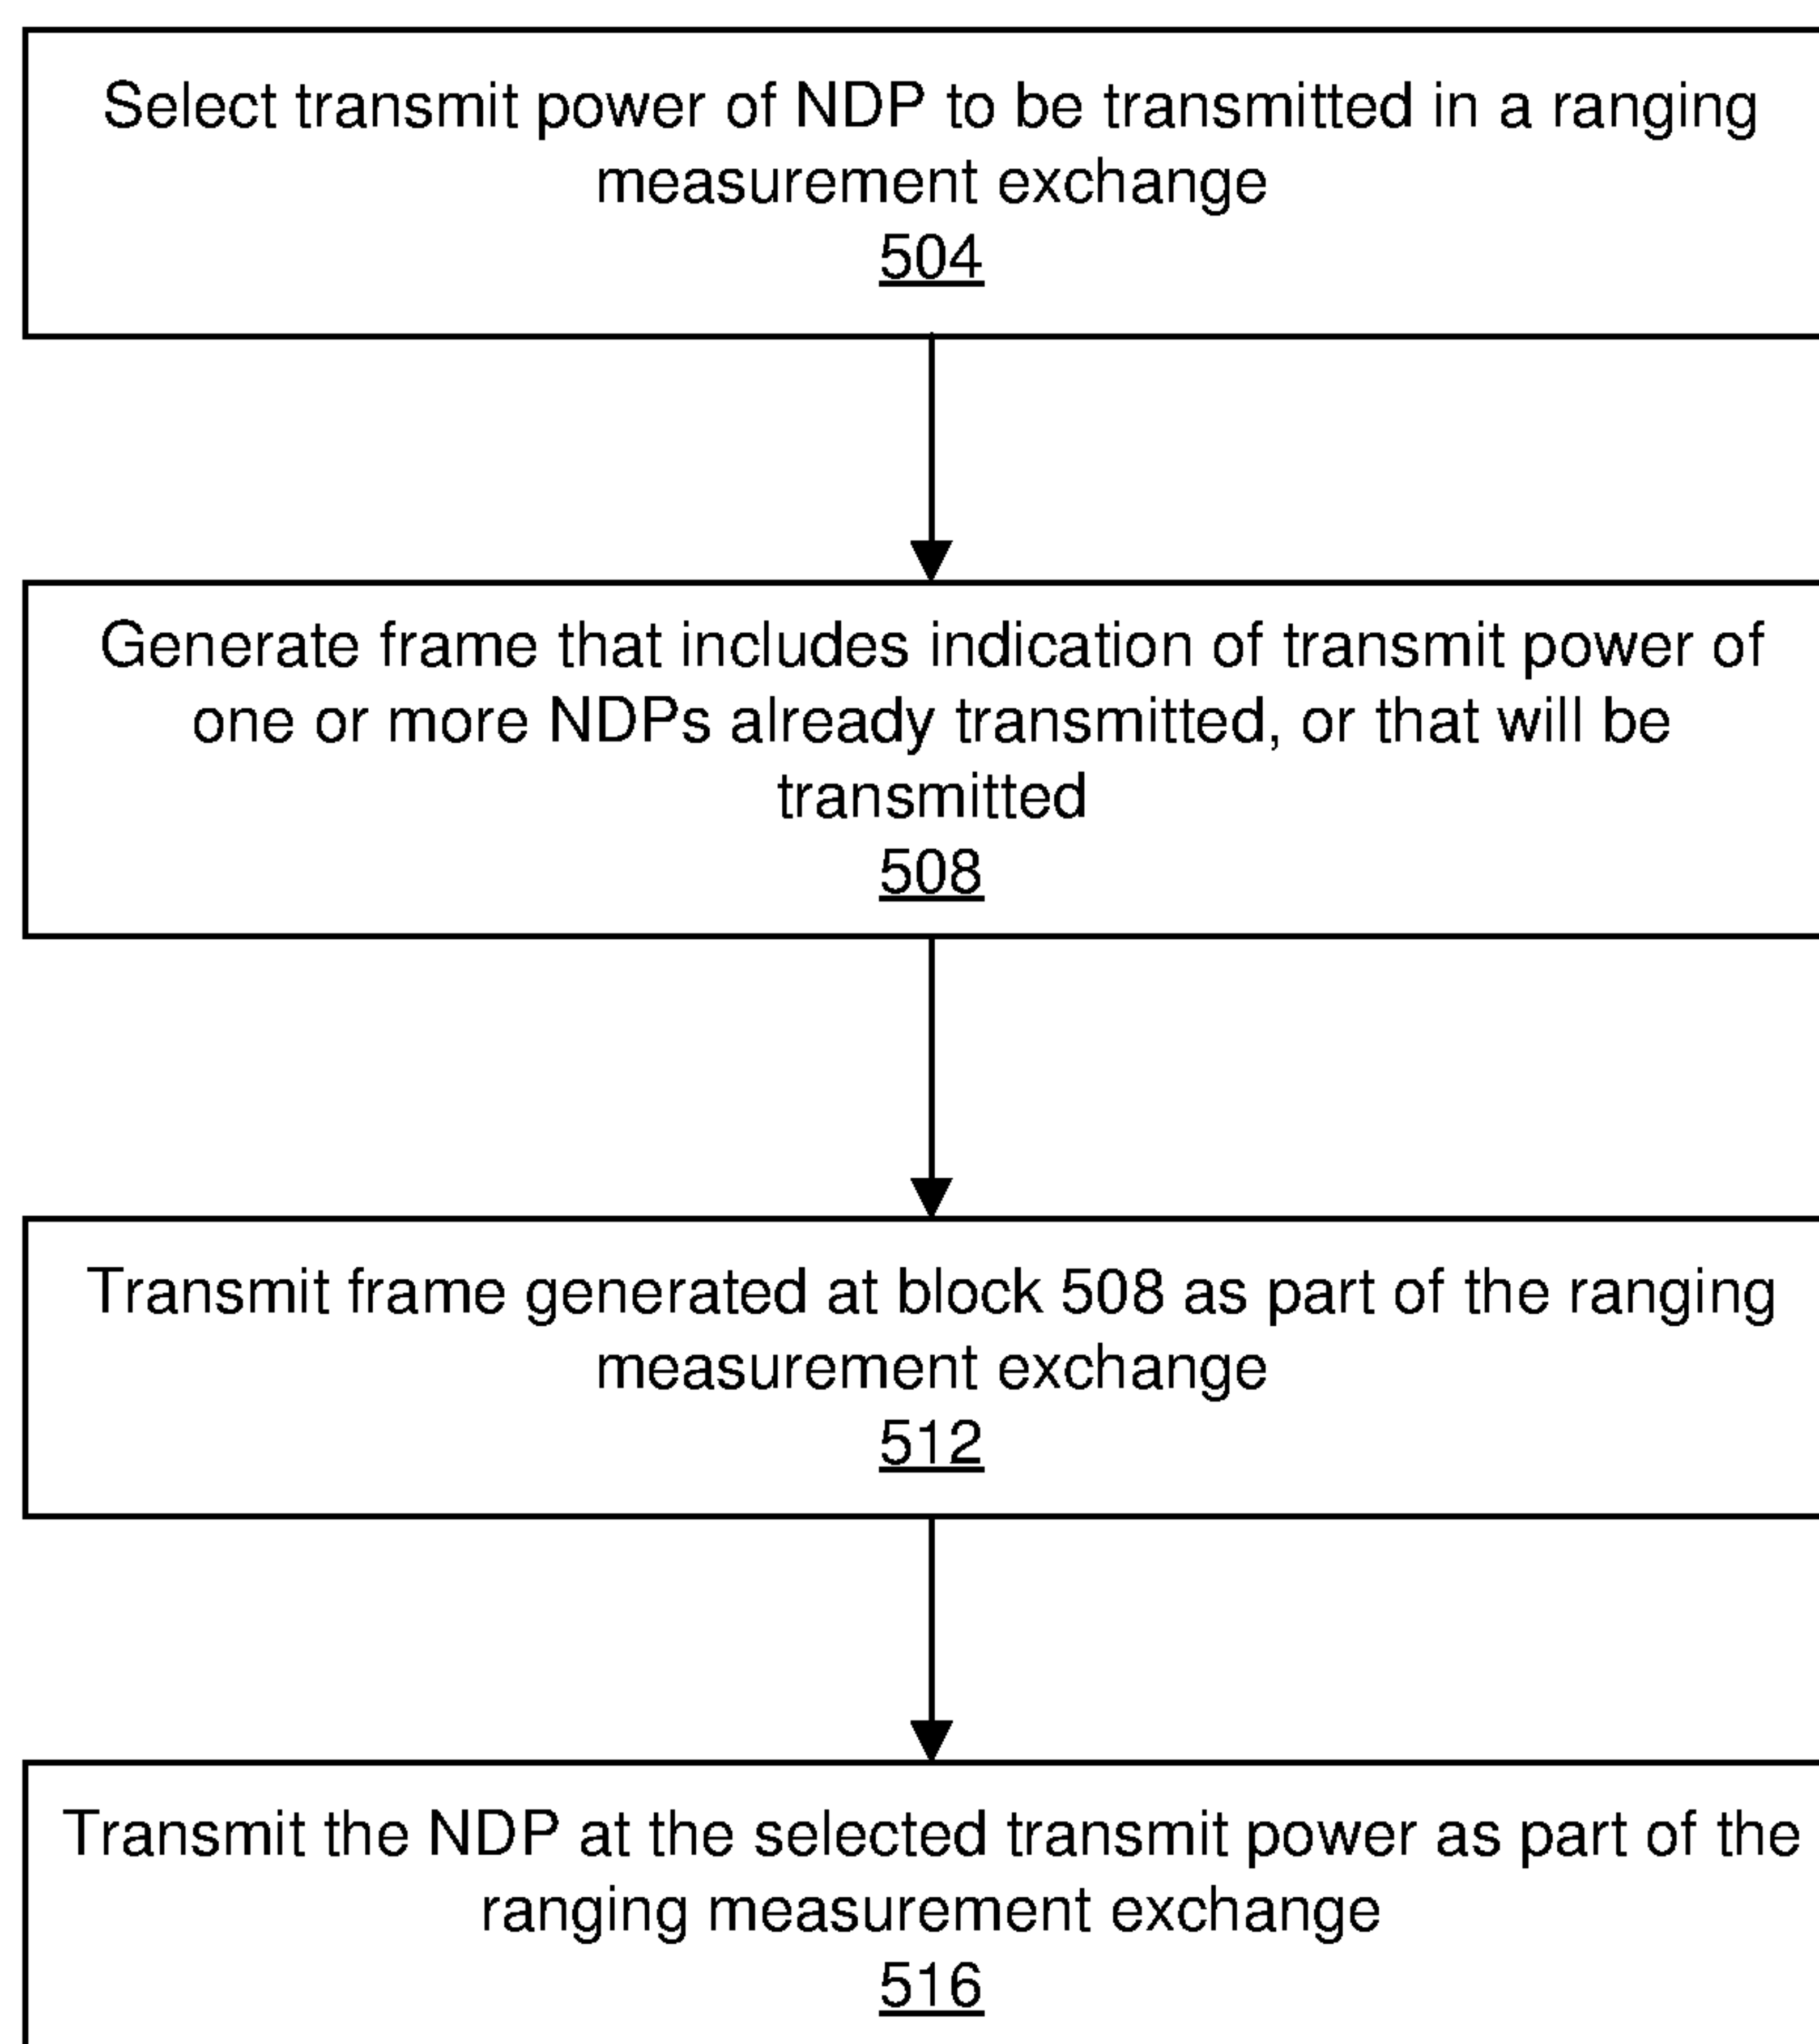 Select transmit power of NDP to be transmitted in a ranging
measurement exchange
504
Generate frame that includes indication of transmit power of
one or more NDPs already transmitted, or that will be
transmitted
508
Transmit frame generated at block 508 as part of the ranging
measurement exchange
512
Transmit the NDP at the selected transmit power as part of the
ranging measurement exchange
516